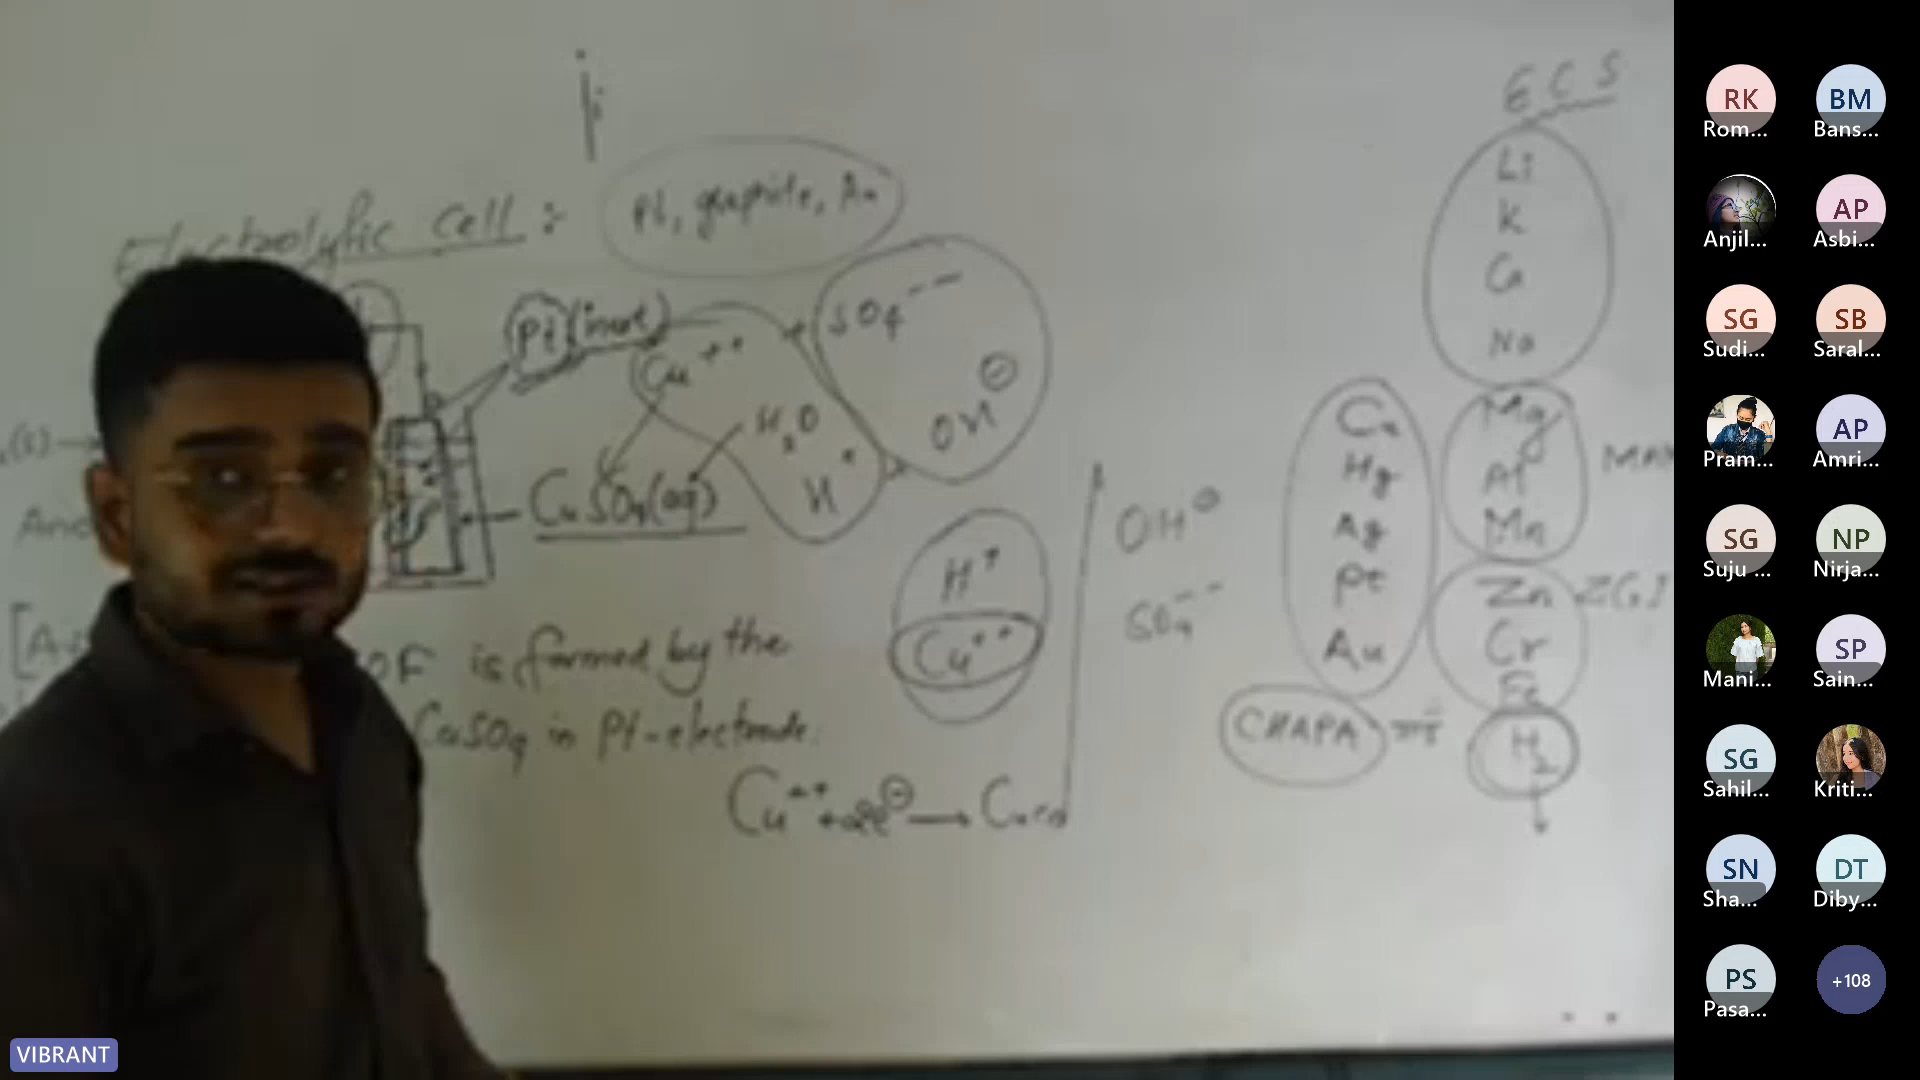 ECS
Electrolytic Cell :
Pt, graphite, Au
Pt (inert)
Cu++
SO4--
OH⊖
H2O
H+
CuSO4(aq)
(s)
[A
OF is formed by the
CuSO4 in Pt-electrode.
H+
Cu++
Cu++ +2e⊖ → Cu(s)
OH⊖
SO4--
Li
K
Ca
Na
Mg
Al
Mn
Zn
Cr
Fe
H2
Cu
Hg
Ag
Pt
Au
CHAPA
MAM
VIBRANT
RK
Rom...
BM
Bans...
Anjil...
AP
Asbi...
SG
Sudi...
SB
Saral...
Pram...
AP
Amri...
SG
Suju ...
NP
Nirja...
Mani...
SP
Sain...
SG
Sahil...
Kriti...
SN
Sha...
DT
Diby...
PS
Pasa...
+108